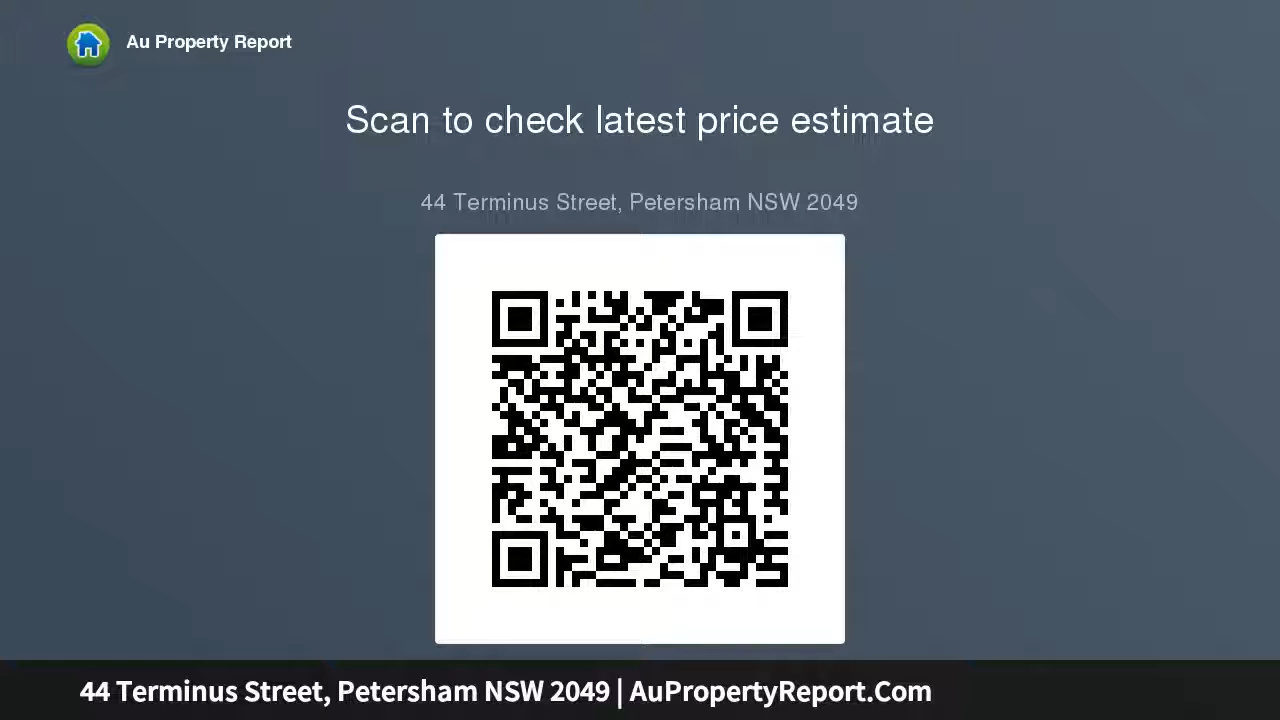 Au Property Report
Scan to check latest price estimate
44 Terminus Street, Petersham NSW 2049
44 Terminus Street, Petersham NSW 2049 | AuPropertyReport.Com